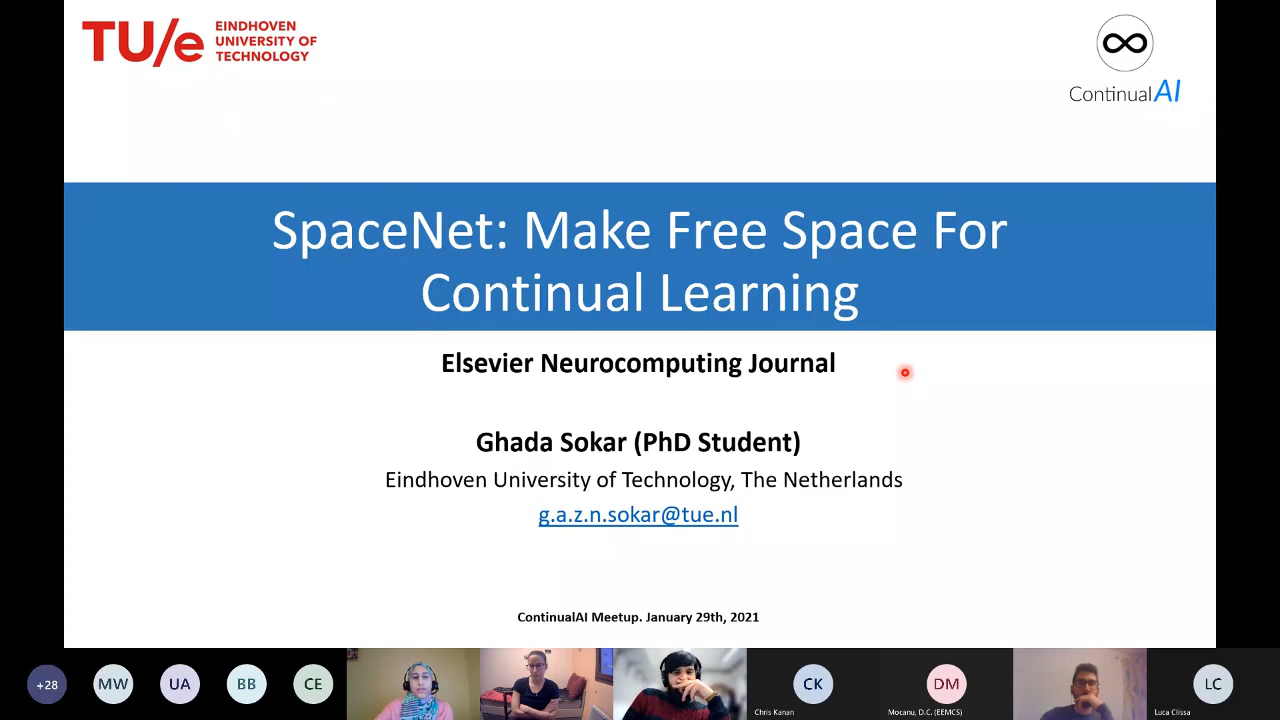 TU/e
EINDHOVEN
UNIVERSITY OF
TECHNOLOGY
ContinualAI
SpaceNet: Make Free Space For
Continual Learning
Elsevier Neurocomputing Journal
Ghada Sokar (PhD Student)
Eindhoven University of Technology, The Netherlands
g.a.z.n.sokar@tue.nl
ContinualAI Meetup. January 29th, 2021
+28
MW
UA
BB
CE
CK
DM
LC
Chris Kanan
Mocanu, D.C. (EEMCS)
Luca Clissa